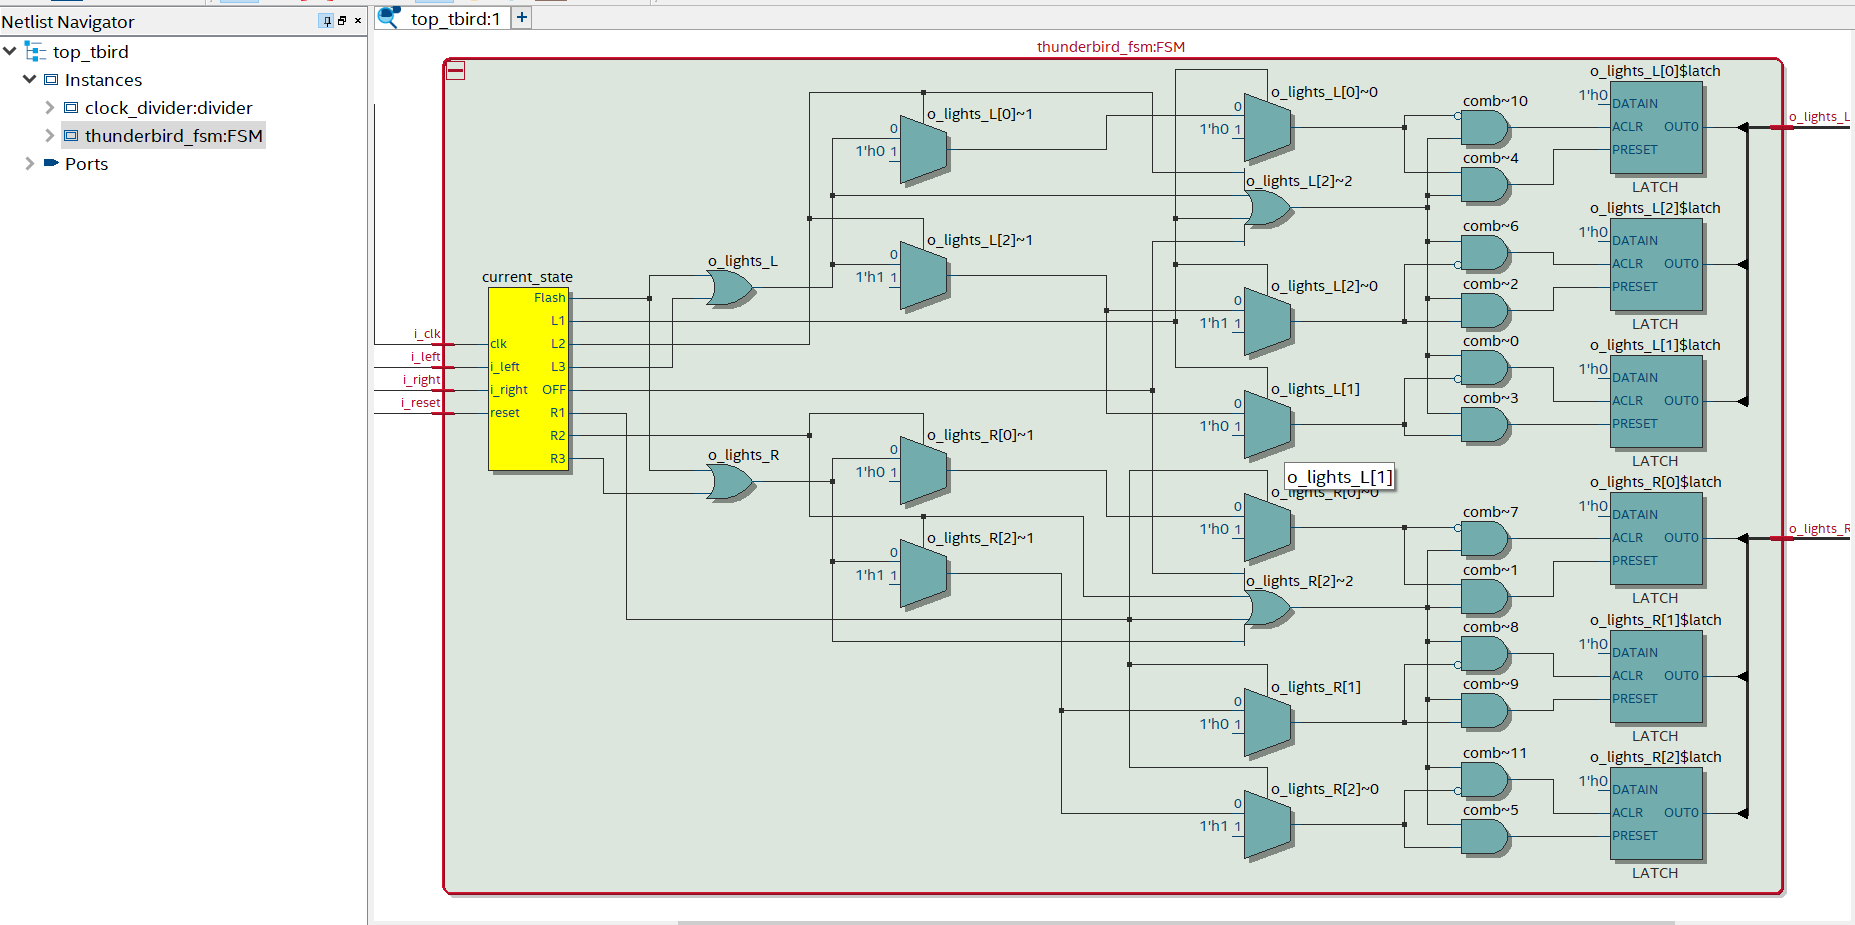 Netlist Navigator
top_tbird
Instances
clock_divider:divider
thunderbird_fsm:FSM
Ports
top_tbird:1
+
thunderbird_fsm:FSM
i_clk
i_left
i_right
i_reset
current_state
Flash
L1
clk L2
i_left L3
i_right OFF
reset R1
R2
R3
o_lights_L
o_lights_R
o_lights_L[0]~1
0
1'h0 1
o_lights_L[2]~1
0
1'h1 1
o_lights_R[0]~1
0
1'h0 1
o_lights_R[2]~1
0
1'h1 1
o_lights_L[0]~0
0
1'h0 1
o_lights_L[2]~2
o_lights_L[2]~0
0
1'h1 1
o_lights_L[1]
0
1'h0 1
o_lights_L[1]
o_lights_R[0]~0
0
1'h0 1
o_lights_R[2]~2
o_lights_R[1]
0
1'h0 1
o_lights_R[2]~0
0
1'h1 1
comb~10
comb~4
comb~6
comb~2
comb~0
comb~3
comb~7
comb~1
comb~8
comb~9
comb~11
comb~5
o_lights_L[0]$latch
1'h0
DATAIN
ACLR OUT0
PRESET
LATCH
o_lights_L[2]$latch
1'h0
DATAIN
ACLR OUT0
PRESET
LATCH
o_lights_L[1]$latch
1'h0
DATAIN
ACLR OUT0
PRESET
LATCH
o_lights_R[0]$latch
1'h0
DATAIN
ACLR OUT0
PRESET
LATCH
o_lights_R[1]$latch
1'h0
DATAIN
ACLR OUT0
PRESET
LATCH
o_lights_R[2]$latch
1'h0
DATAIN
ACLR OUT0
PRESET
LATCH
o_lights_L
o_lights_R